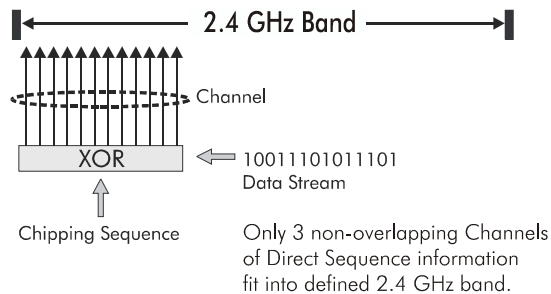 2.4 GHz Band
Channel
XOR
10011101011101
Data Stream
Chipping Sequence
Only 3 non-overlapping Channels
of Direct Sequence information
fit into defined 2.4 GHz band.